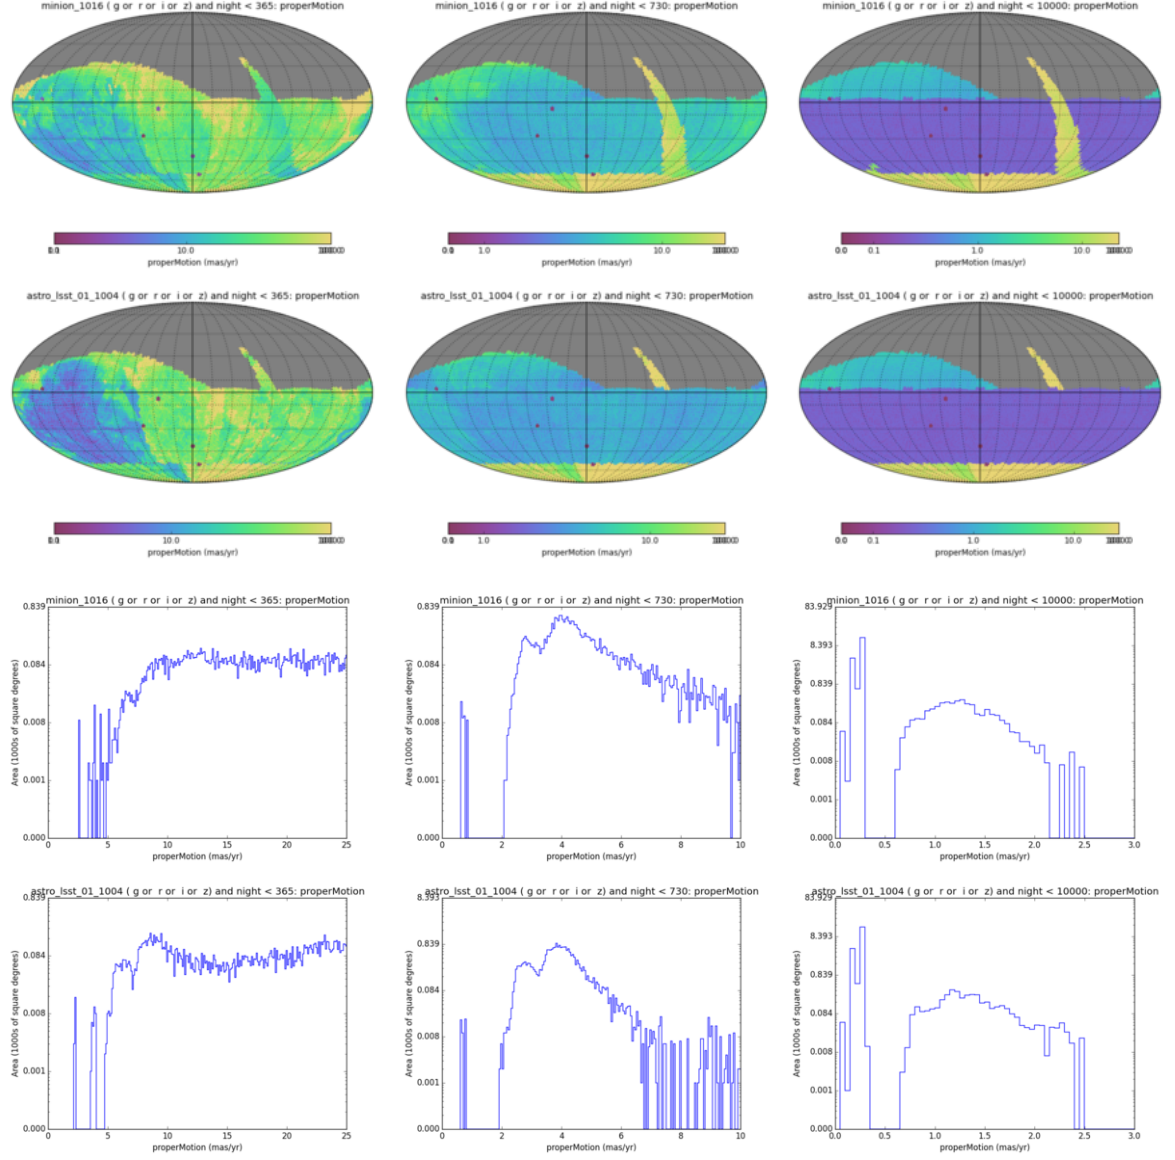 minion_1016 ( g or r or i or z) and night < 365: properMotion
minion_1016 ( g or r or i or z) and night < 730: properMotion
minion_1016 ( g or r or i or z) and night < 10000: properMotion
10.0
properMotion (mas/yr)
1.0 10.0
properMotion (mas/yr)
0.0 0.1 1.0 10.0
properMotion (mas/yr)
astro_lsst_01_1004 ( g or r or i or z) and night < 365: properMotion
astro_lsst_01_1004 ( g or r or i or z) and night < 730: properMotion
astro_lsst_01_1004 ( g or r or i or z) and night < 10000: properMotion
10.0
properMotion (mas/yr)
1.0 10.0
properMotion (mas/yr)
0.0 0.1 1.0 10.0
properMotion (mas/yr)
minion_1016 ( g or r or i or z) and night < 365: properMotion
0.839
0.084
0.008
0.001
0.000
Area (1000s of square degrees)
0 5 10 15 20 25
properMotion (mas/yr)
minion_1016 ( g or r or i or z) and night < 730: properMotion
0.839
0.084
0.008
0.001
0.000
Area (1000s of square degrees)
0 2 4 6 8 10
properMotion (mas/yr)
minion_1016 ( g or r or i or z) and night < 10000: properMotion
83.929
8.393
0.839
0.084
0.008
0.001
0.000
Area (1000s of square degrees)
0.0 0.5 1.0 1.5 2.0 2.5 3.0
properMotion (mas/yr)
astro_lsst_01_1004 ( g or r or i or z) and night < 365: properMotion
0.839
0.084
0.008
0.001
0.000
Area (1000s of square degrees)
0 5 10 15 20 25
properMotion (mas/yr)
astro_lsst_01_1004 ( g or r or i or z) and night < 730: properMotion
8.393
0.839
0.084
0.008
0.001
0.000
Area (1000s of square degrees)
0 2 4 6 8 10
properMotion (mas/yr)
astro_lsst_01_1004 ( g or r or i or z) and night < 10000: properMotion
83.929
8.393
0.839
0.084
0.008
0.001
0.000
Area (1000s of square degrees)
0.0 0.5 1.0 1.5 2.0 2.5 3.0
properMotion (mas/yr)